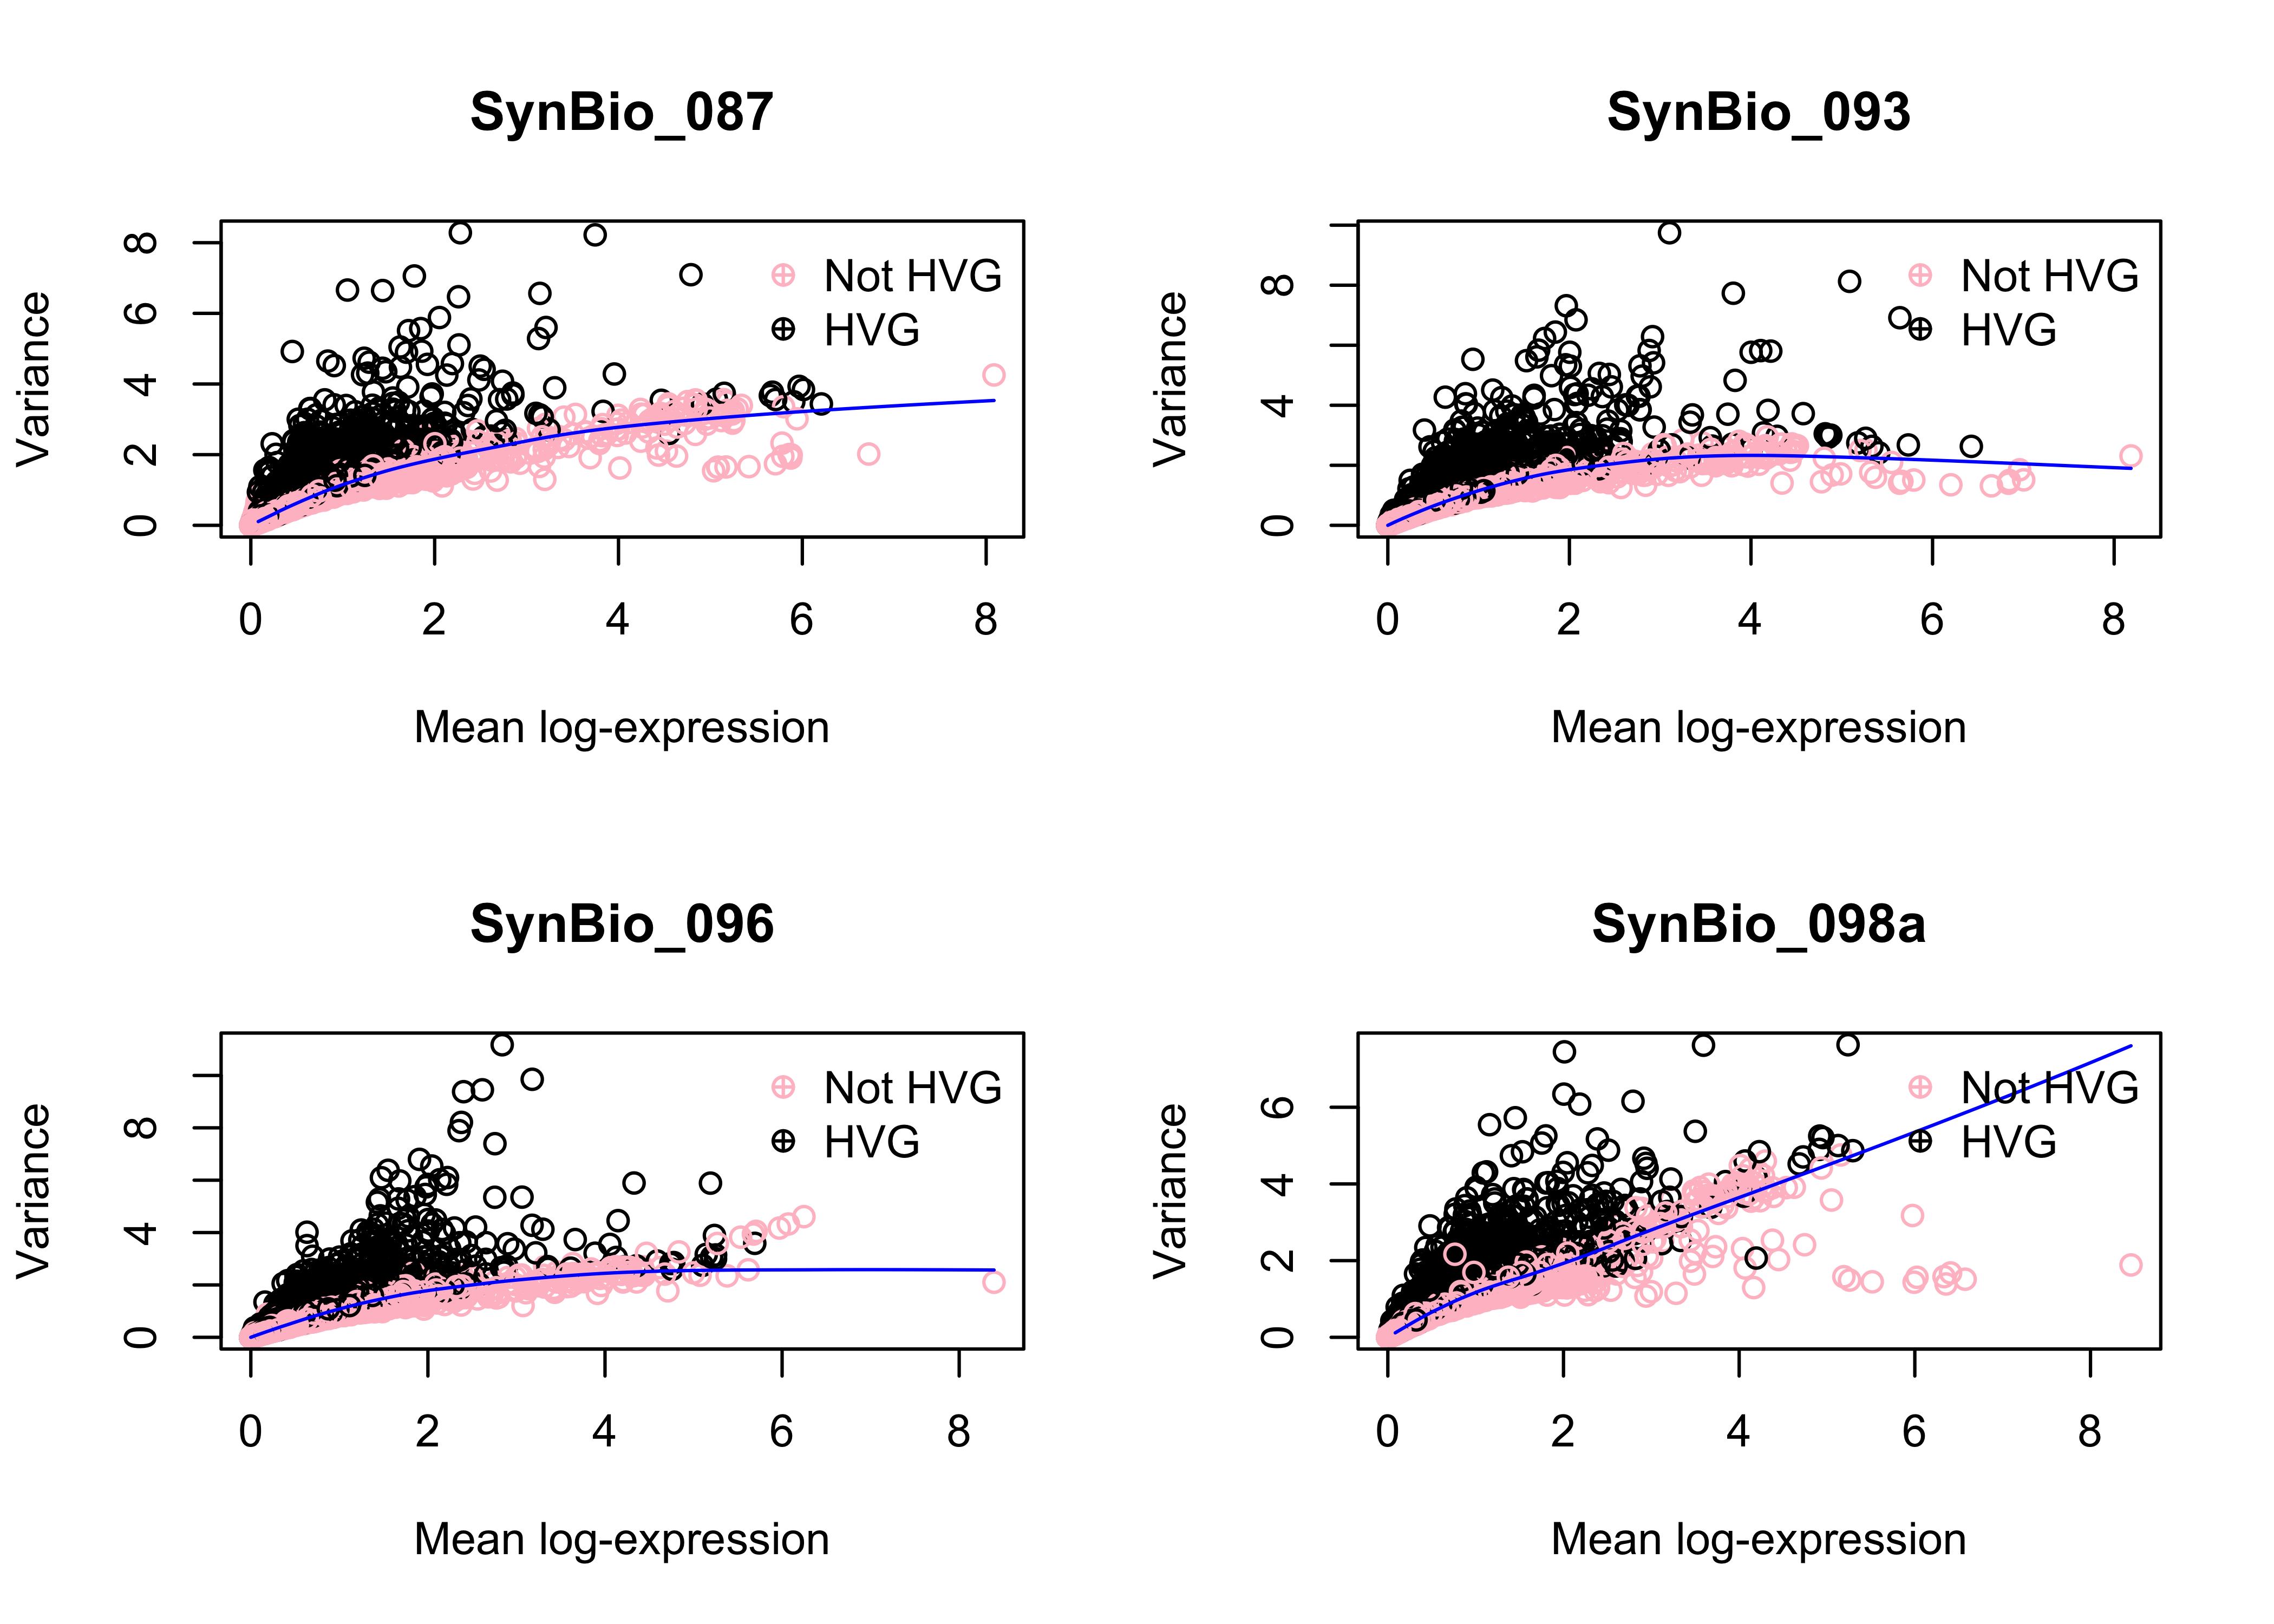 SynBio_087
Variance
8
6
4
2
0
Not HVG
HVG
0 2 4 6 8
Mean log-expression
SynBio_093
Variance
8
4
0
Not HVG
HVG
0 2 4 6 8
Mean log-expression
SynBio_096
Variance
8
4
0
Not HVG
HVG
0 2 4 6 8
Mean log-expression
SynBio_098a
Variance
6
4
2
0
Not HVG
HVG
0 2 4 6 8
Mean log-expression